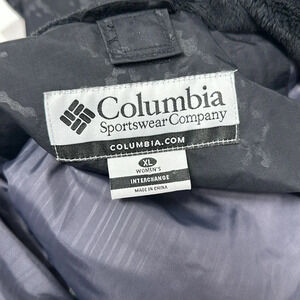 Columbia
Sportswear Company
COLUMBIA.COM
XL
WOMEN'S
INTERCHANGE
MADE IN CHINA